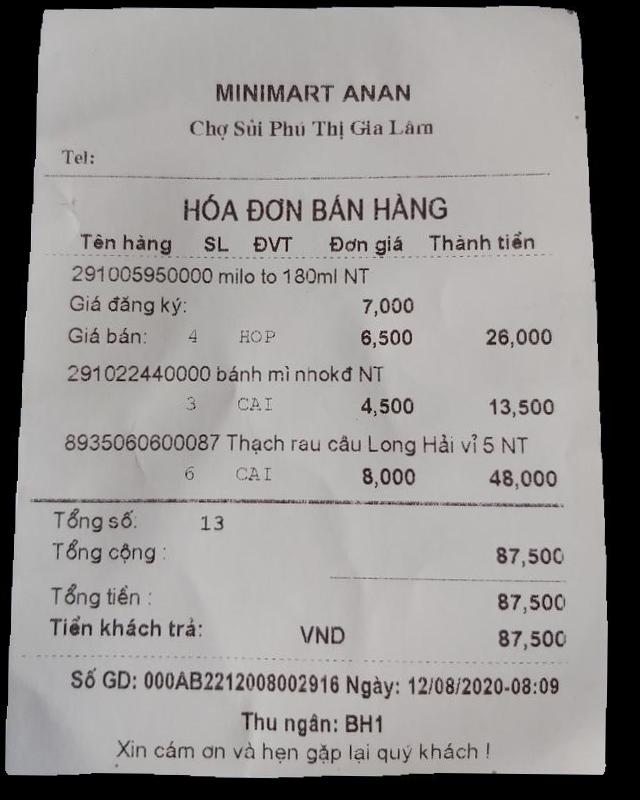 MINIMART ANAN
Chợ Sủi Phú Thị Gia Lâm
Tel:
HÓA ĐƠN BÁN HÀNG
Tên hàng SL ĐVT Đơn giá Thành tiền
291005950000 milo to 180ml NT
Giá đăng ký: 7,000
Giá bán: 4 HOP 6,500 26,000
291022440000 bánh mì nhokđ NT
3 CAI 4,500 13,500
8935060600087 Thạch rau câu Long Hải vỉ 5 NT
6 CAI 8,000 48,000
Tổng số: 13
Tổng cộng : 87,500
Tổng tiền : 87,500
Tiền khách trả: VND 87,500
Số GD: 000AB2212008002916 Ngày: 12/08/2020-08:09
Thu ngân: BH1
Xin cám ơn và hẹn gặp lại quý khách !